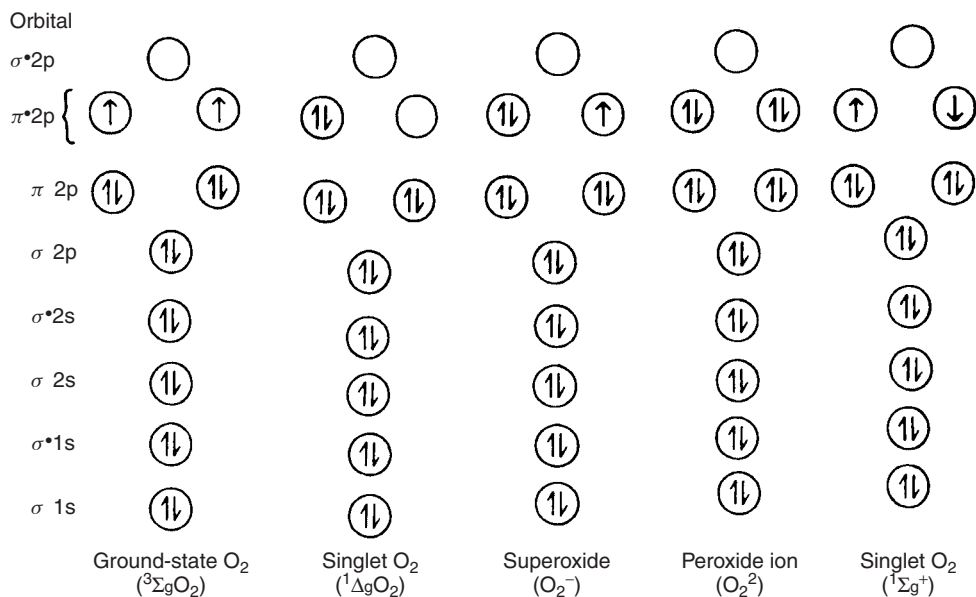 Orbital
σ•2p
π•2p {
π 2p
σ 2p
σ•2s
σ 2s
σ•1s
σ 1s
Ground-state O₂
(³ΣgO₂)
Singlet O₂
(¹ΔgO₂)
Superoxide
(O₂⁻)
Peroxide ion
(O₂²)
Singlet O₂
(¹Σg⁺)